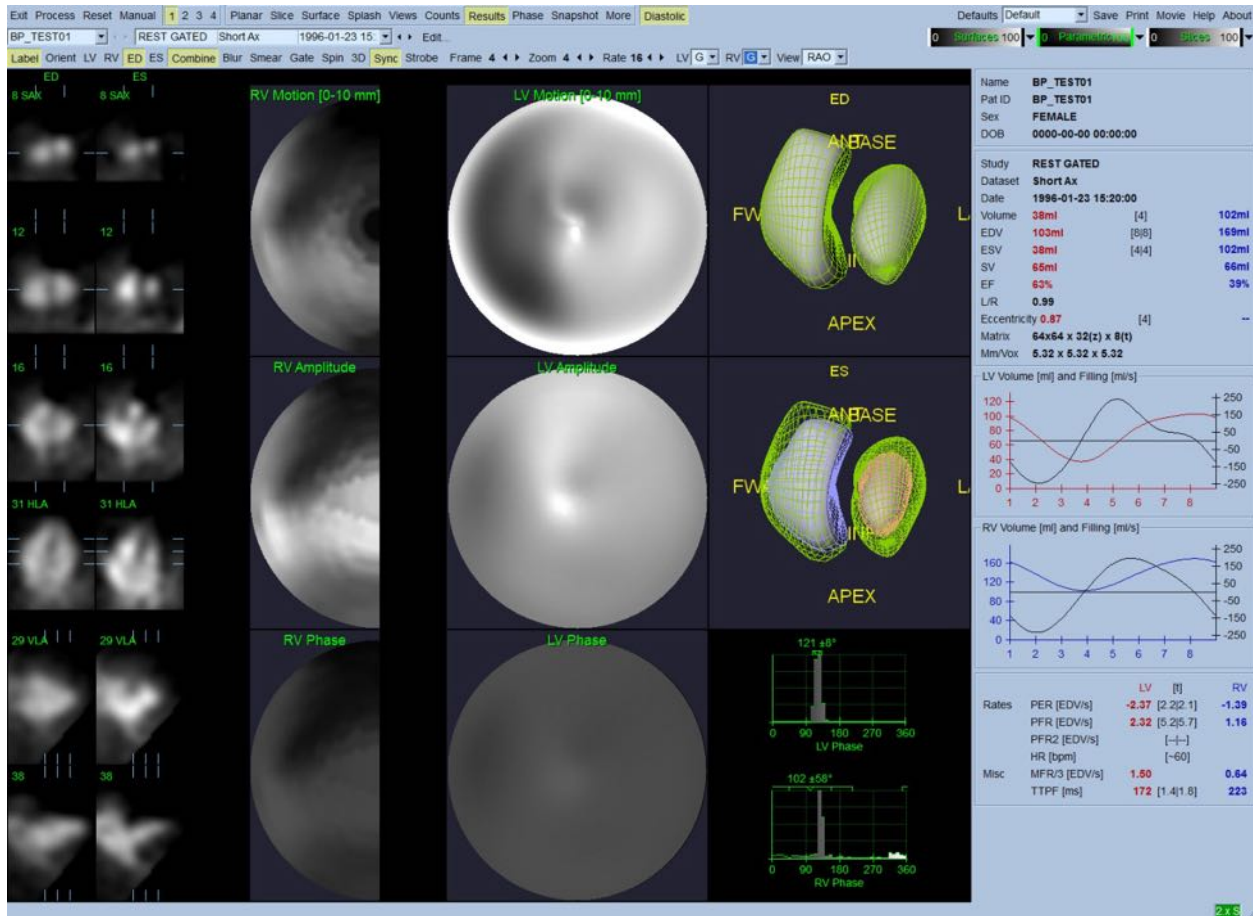 Exit Process Reset Manual 1 2 3 4 Planar Slice Surface Splash Views Counts Results Phase Snapshot More Diastolic Defaults Default Save Print Movie Help About
BP_TEST01 REST GATED Short Ax 1996-01-23 15: Edit... 0 Surfaces 100 0 0 Slices 100
Label Orient LV RV ED ES Combine Blur Smear Gate Spin 3D Sync Strobe Frame 4 Zoom 4 Rate 16 LV G RV G View RAO
ED ES
8 SAX 8 SAX
12
16 16
31 HLA 31 HLA
29 VLA 29 VLA
38 38
RV Motion [0-10 mm] LV Motion [0-10 mm]
RV Amplitude LV Amplitude
RV Phase LV Phase
ED
BASE
FW
APEX
ES
BASE
FW
APEX
121 ±8°
0 90 180 270 360
LV Phase
102 ±58°
0 90 180 270 360
RV Phase
Name BP_TEST01
Pat ID BP_TEST01
Sex FEMALE
DOB 0000-00-00 00:00:00
Study REST GATED
Dataset Short Ax
Date 1996-01-23 15:20:00
Volume 38ml [4] 102ml
EDV 103ml [8|8] 169ml
ESV 38ml [4|4] 102ml
SV 65ml 66ml
EF 63% 39%
L/R 0.99
Eccentricity 0.87 [4] --
Matrix 64x64 x 32(z) x 8(t)
Mm/Vox 5.32 x 5.32 x 5.32
LV Volume [ml] and Filling [ml/s]
120 100 80 60 40 20 0
250 150 50 -50 -150 -250
1 2 3 4 5 6 7 8
RV Volume [ml] and Filling [ml/s]
160 120 80 40 0
250 150 50 -50 -150 -250
1 2 3 4 5 6 7 8
LV [t] RV
Rates PER [EDV/s] -2.37 [2.2|2.1] -1.39
PFR [EDV/s] 2.32 [5.2|5.7] 1.16
PFR2 [EDV/s] [--|--]
HR [bpm] [~60]
Misc MFR/3 [EDV/s] 1.50 0.64
TTPF [ms] 172 [1.4|1.8] 223
2 x S